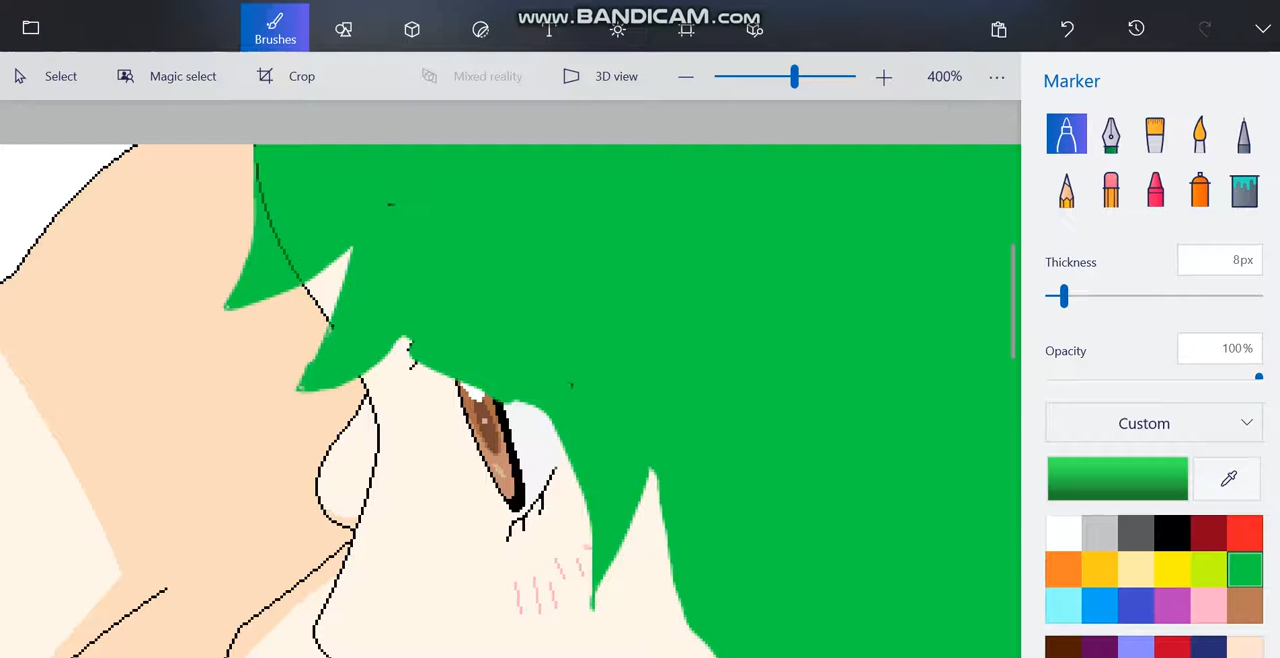 www.BANDICAM.com
Brushes
Select
Magic select
Crop
Mixed reality
3D view
400%
Marker
Thickness
8px
Opacity
100%
Custom